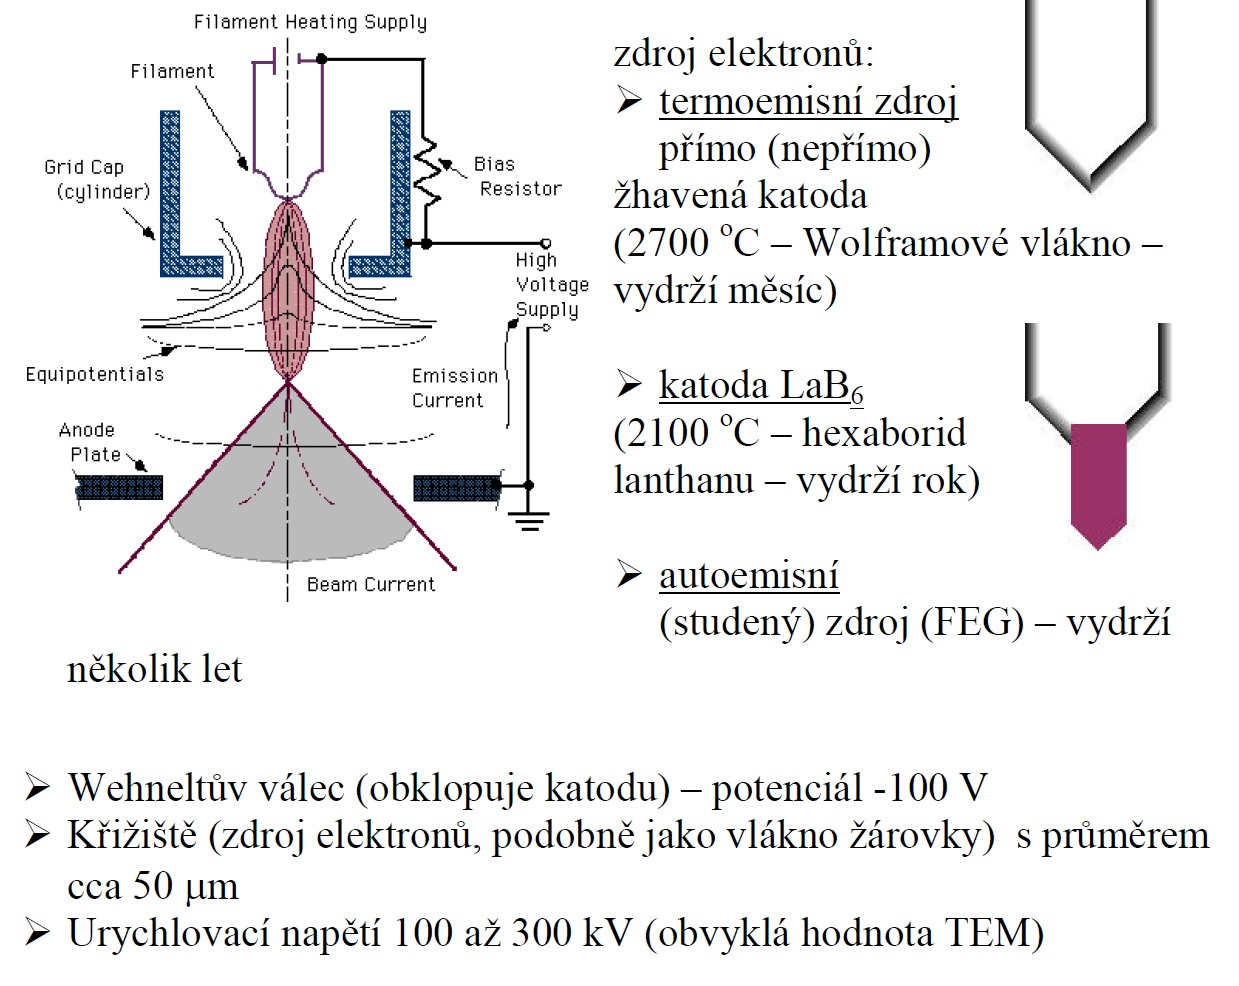 Filament Heating Supply
Filament
Grid Cap
(cylinder)
Bias
Resistor
High
Voltage
Supply
Equipotentials
Emission
Current
Anode
Plate
Beam Current
zdroj elektronů:
➢ termoemisní zdroj
přímo (nepřímo)
žhavená katoda
(2700 °C – Wolframové vlákno –
vydrží měsíc)
➢ katoda LaB₆
(2100 °C – hexaborid
lanthanu – vydrží rok)
➢ autoemisní
(studený) zdroj (FEG) – vydrží
několik let
➢ Wehneltův válec (obklopuje katodu) – potenciál -100 V
➢ Křižiště (zdroj elektronů, podobně jako vlákno žárovky) s průměrem
cca 50 μm
➢ Urychlovací napětí 100 až 300 kV (obvyklá hodnota TEM)